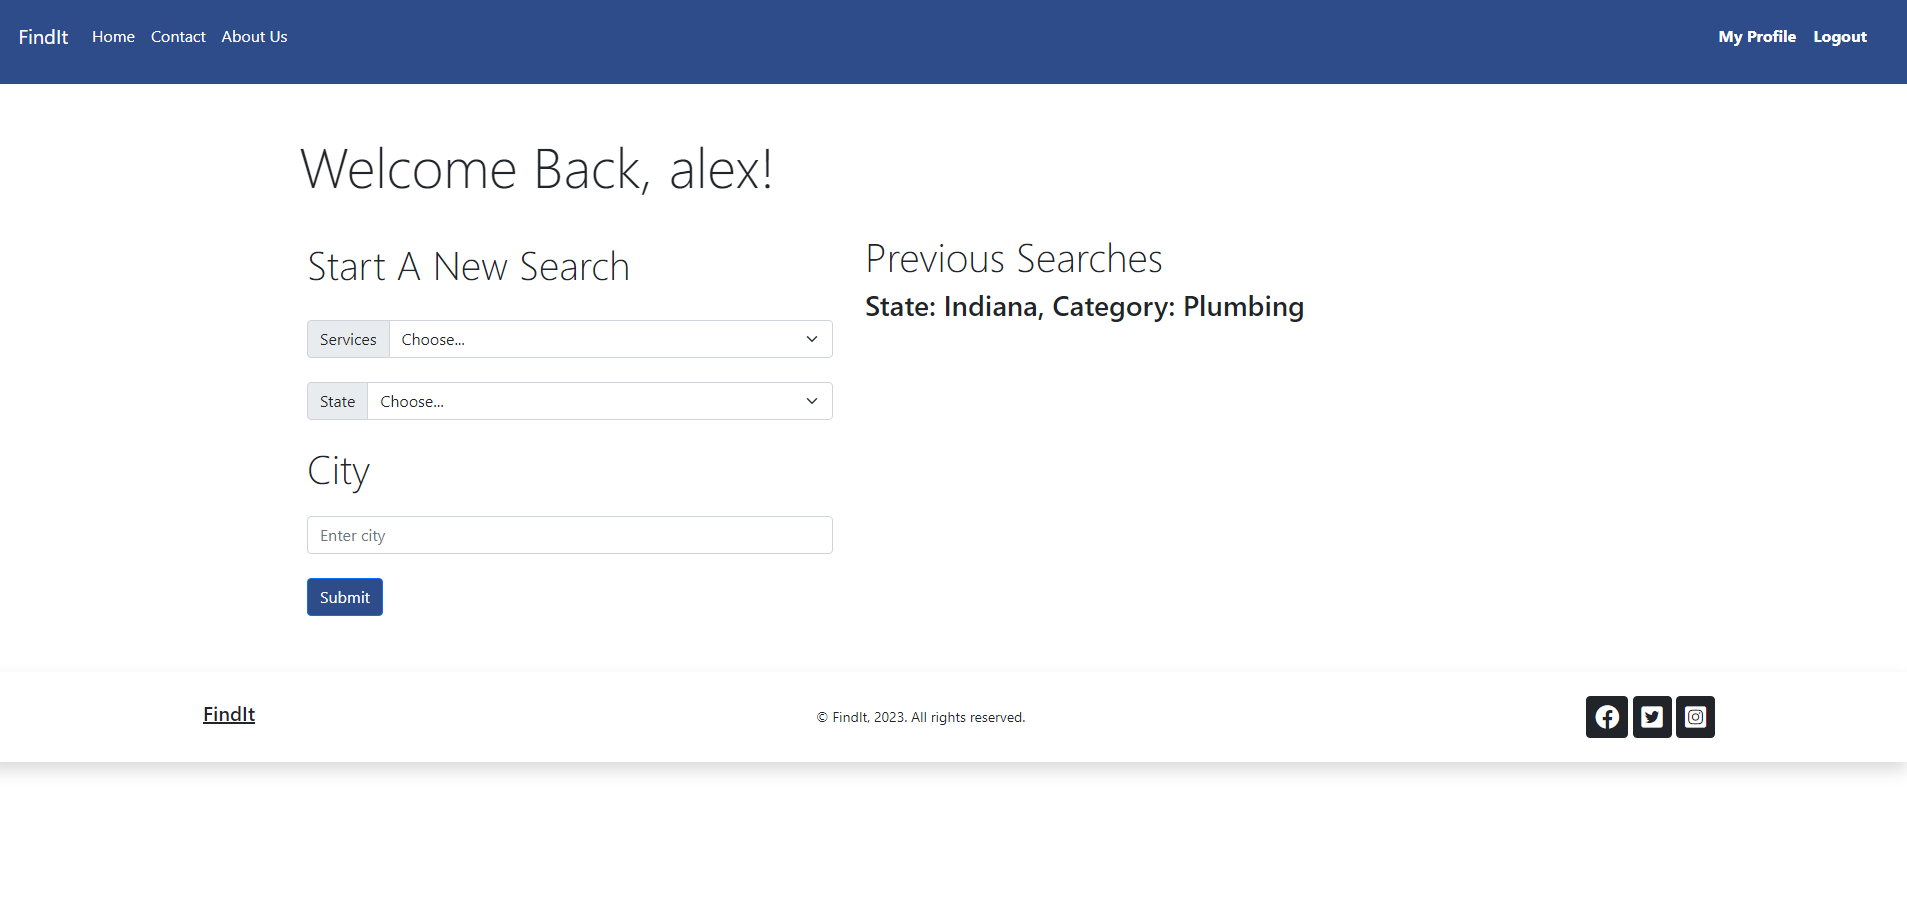 FindIt Home Contact About Us My Profile Logout
Welcome Back, alex!
Start A New Search
Services Choose...
State Choose...
City
Enter city
Submit
Previous Searches
State: Indiana, Category: Plumbing
FindIt
© FindIt, 2023. All rights reserved.